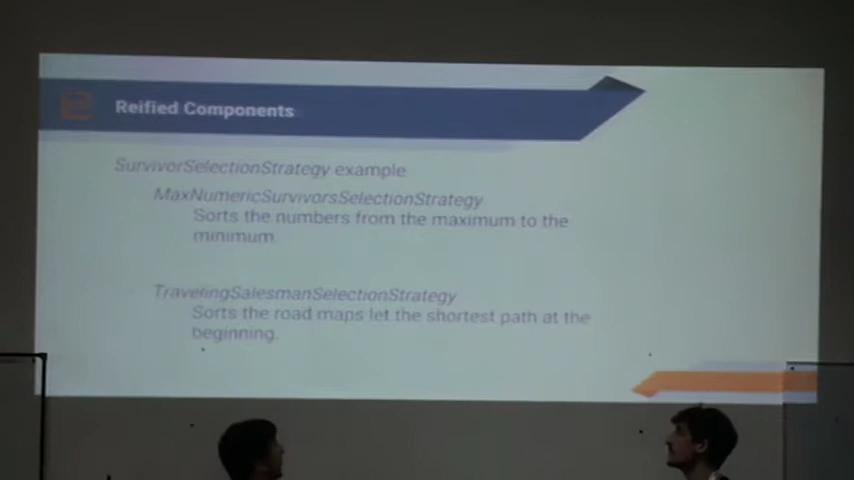 Reified Components
SurvivorSelectionStrategy example
MaxNumericSurvivorsSelectionStrategy
Sorts the numbers from the maximum to the
minimum.
TravelingSalesmanSelectionStrategy
Sorts the road maps let the shortest path at the
beginning.